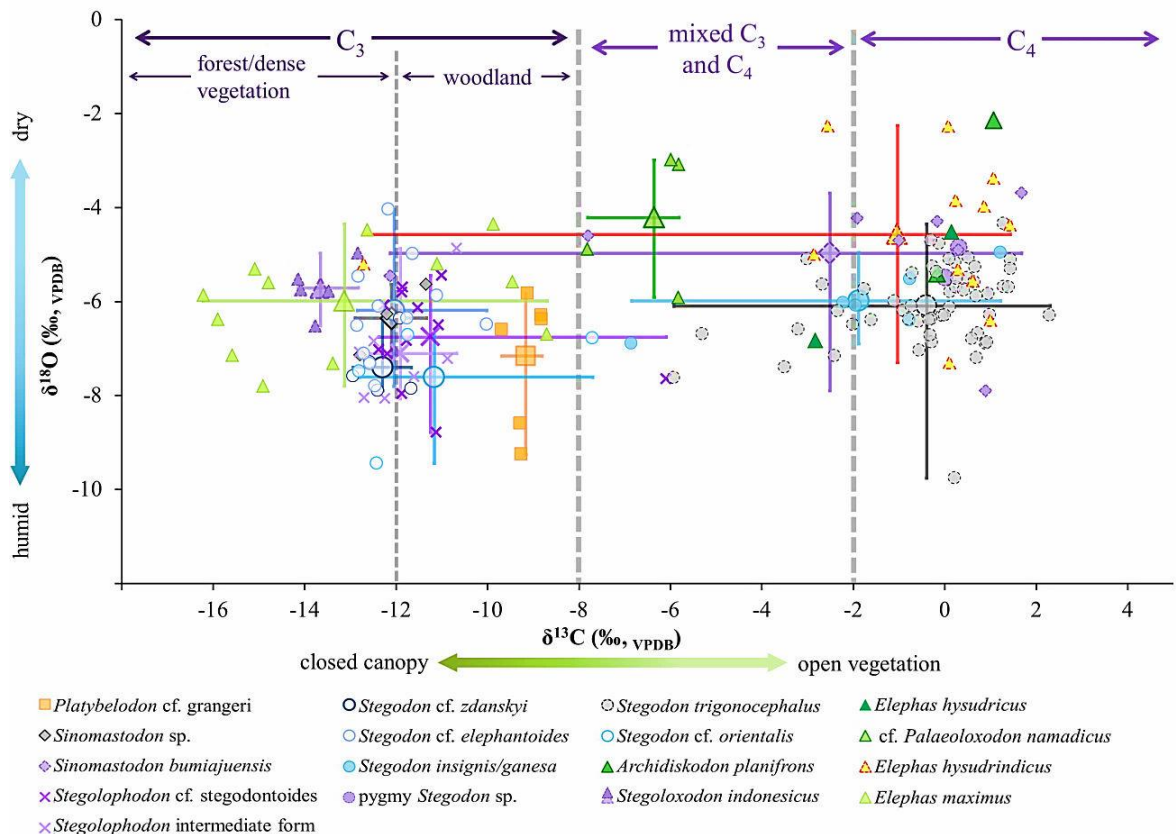 C₃
mixed C₃
and C₄
C₄
forest/dense
vegetation
woodland
dry
humid
δ¹⁸O (‰, VPDB)
0
-2
-4
-6
-8
-10
-16
-14
-12
-10
-8
-6
-4
-2
0
2
4
δ¹³C (‰, VPDB)
closed canopy
open vegetation
Platybelodon cf. grangeri
Sinomastodon sp.
Sinomastodon bumiajuensis
Stegolophodon cf. stegodontoides
Stegolophodon intermediate form
Stegodon cf. zdanskyi
Stegodon cf. elephantoides
Stegodon insignis/ganesa
pygmy Stegodon sp.
Stegodon trigonocephalus
Stegodon cf. orientalis
Archidiskodon planifrons
Stegoloxodon indonesicus
Elephas hysudricus
cf. Palaeoloxodon namadicus
Elephas hysudrindicus
Elephas maximus